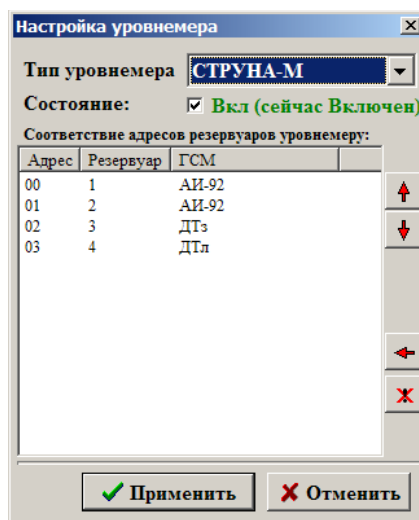 Настройка уровнемера
Тип уровнемера СТРУНА-М
Состояние: Вкл (сейчас Включен)
Соответствие адресов резервуаров уровнемеру:
Адрес Резервуар ГСМ
00 1 АИ-92
01 2 АИ-92
02 3 ДТз
03 4 ДТл
Применить Отменить